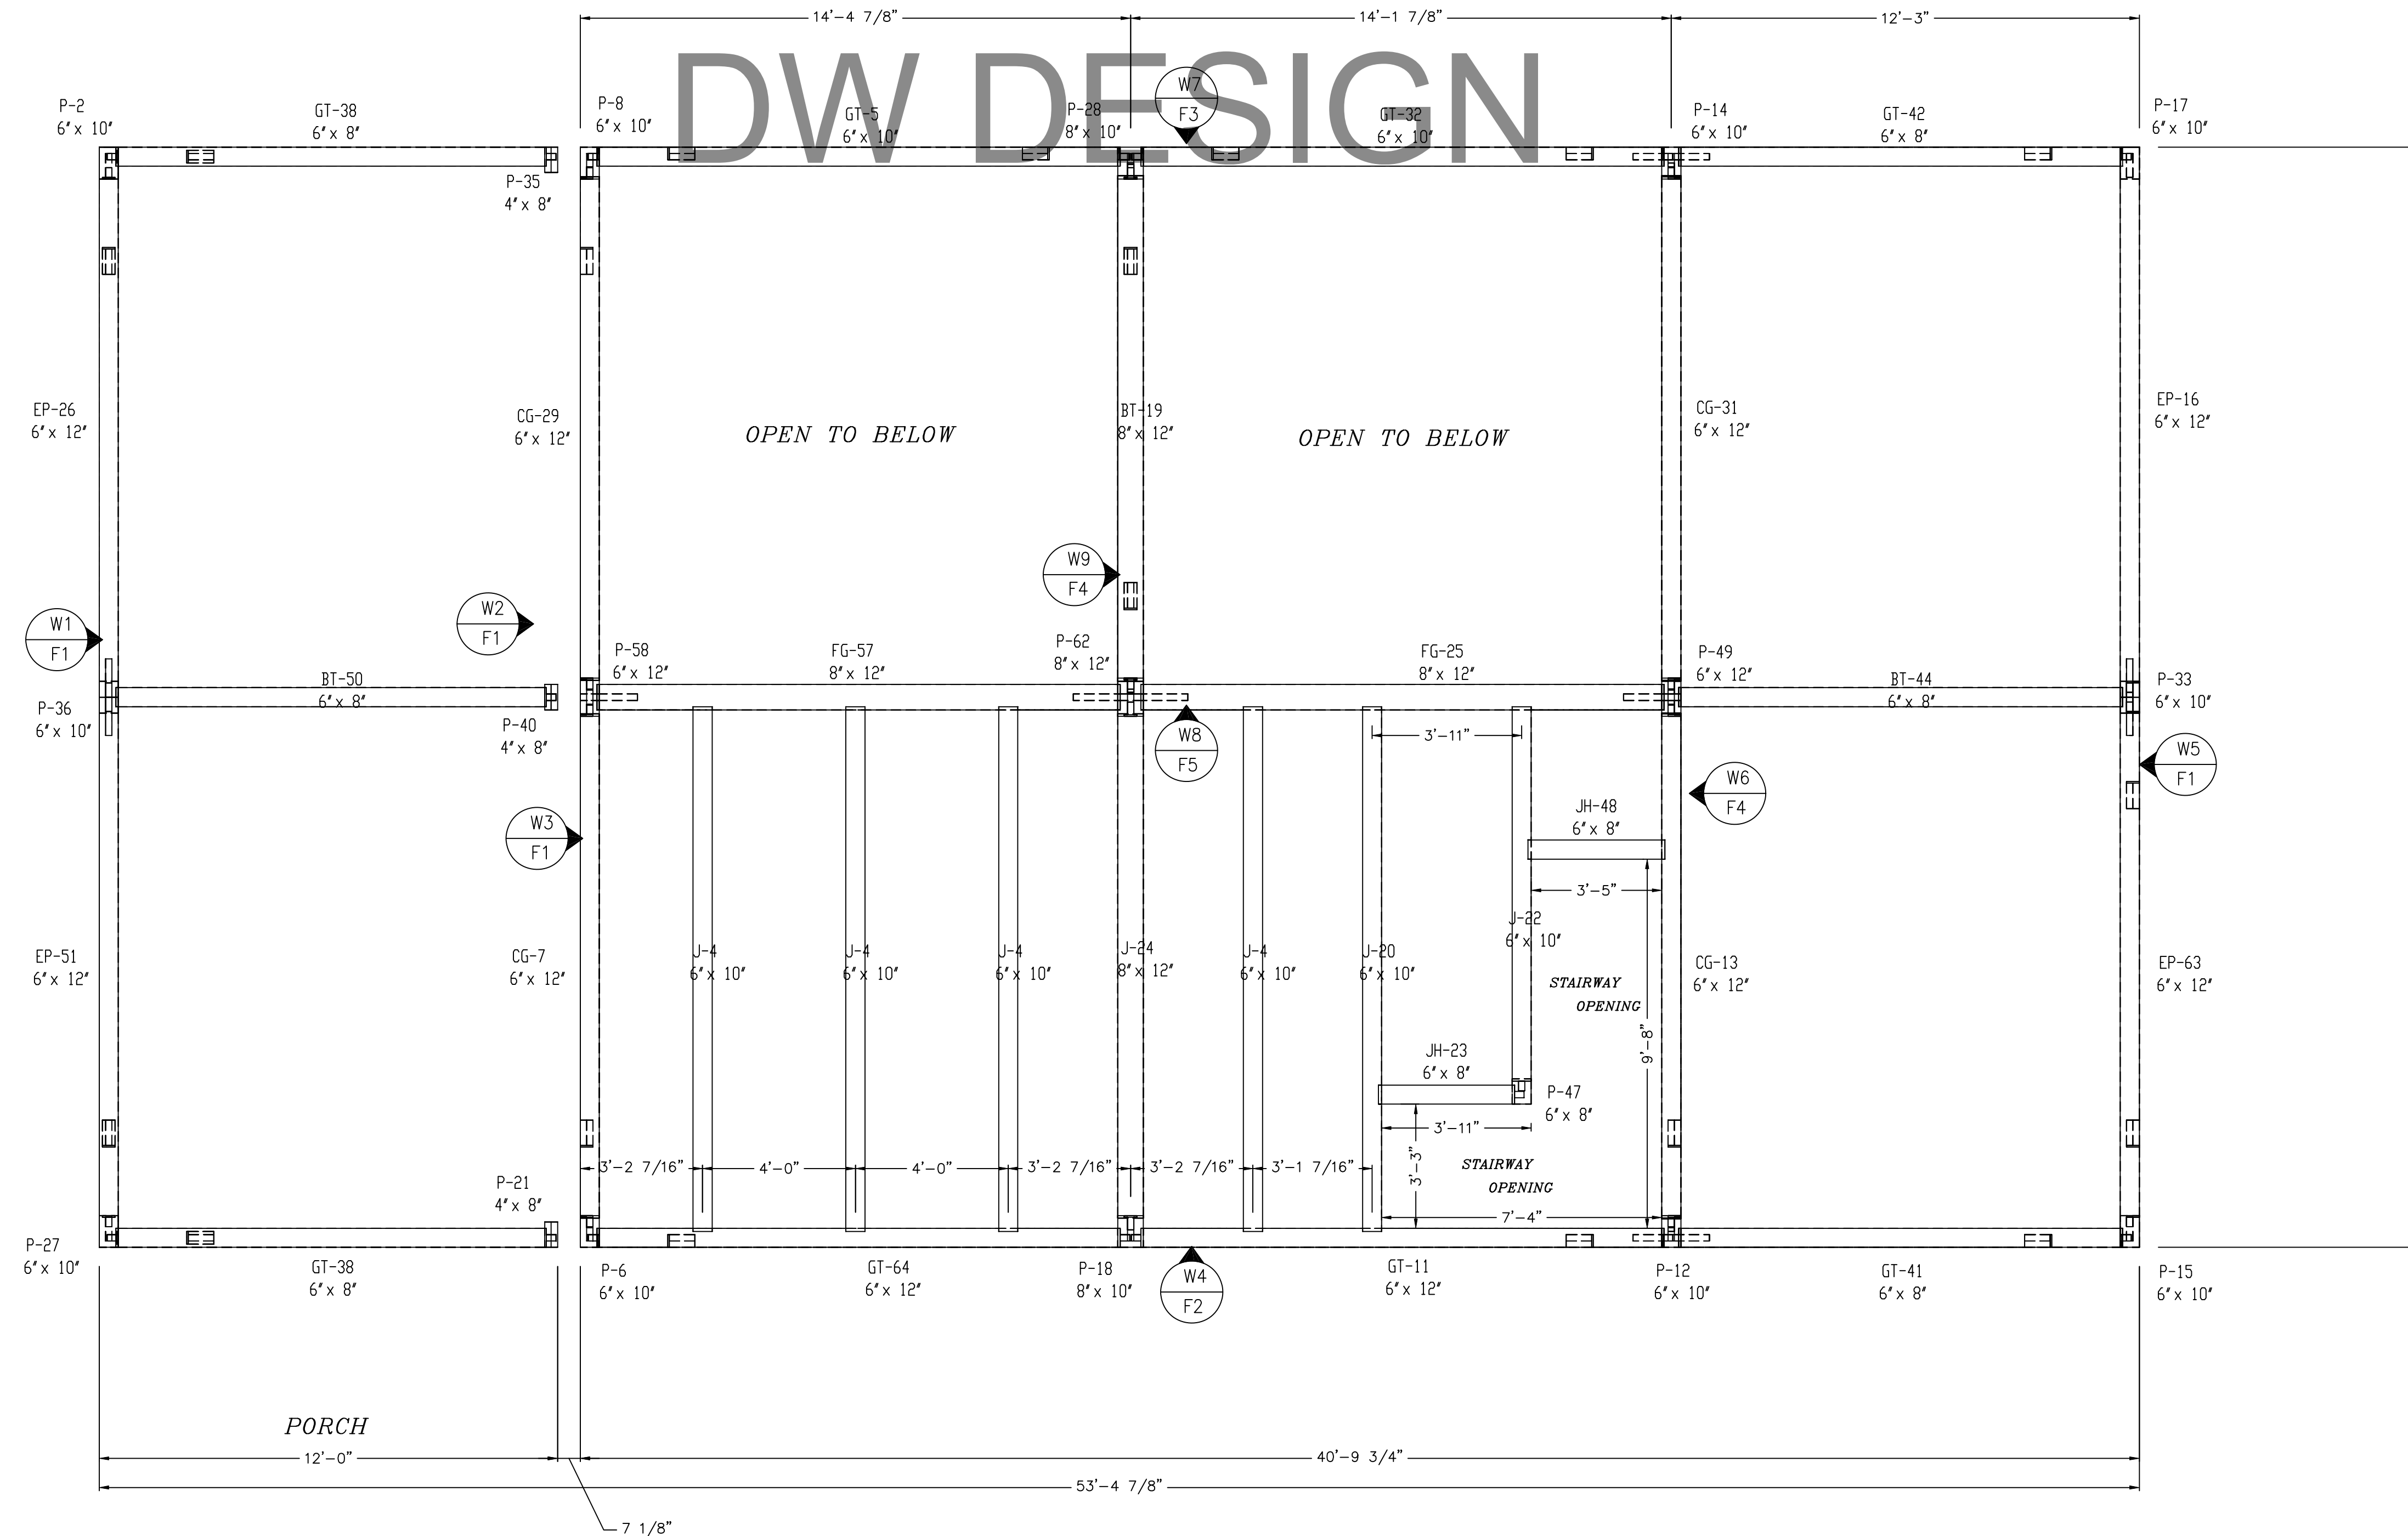 14'-4 7/8" 14'-1 7/8" 12'-3"
DW DESIGN
P-2
6" x 10"
GT-38
6" x 8"
P-8
6" x 10"
GT-5
6" x 10"
P-28
8" x 10"
W7
F3
GT-32
6" x 10"
P-14
6" x 10"
GT-42
6" x 8"
P-17
6" x 10"
P-35
4" x 8"
EP-26
6" x 12"
CG-29
6" x 12"
OPEN TO BELOW
BT-19
8" x 12"
OPEN TO BELOW
CG-31
6" x 12"
EP-16
6" x 12"
W1
F1
W2
F1
W9
F4
P-58
6" x 12"
FG-57
8" x 12"
P-62
8" x 12"
FG-25
8" x 12"
P-49
6" x 12"
BT-50
6" x 8"
BT-44
6" x 8"
P-33
6" x 10"
P-36
6" x 10"
P-40
4" x 8"
W8
F5
3'-11"
W5
F1
W6
F4
W3
F1
JH-48
6" x 8"
3'-5"
EP-51
6" x 12"
CG-7
6" x 12"
J-4
6" x 10"
J-4
6" x 10"
J-4
6" x 10"
J-24
8" x 12"
J-4
6" x 10"
J-20
6" x 10"
J-22
6" x 10"
STAIRWAY
OPENING
CG-13
6" x 12"
EP-63
6" x 12"
9'-8"
JH-23
6" x 8"
P-47
6" x 8"
3'-11"
3'-2 7/16" 4'-0" 4'-0" 3'-2 7/16" 3'-2 7/16" 3'-1 7/16"
3'-3"
STAIRWAY
OPENING
7'-4"
P-21
4" x 8"
P-27
6" x 10"
GT-38
6" x 8"
P-6
6" x 10"
GT-64
6" x 12"
P-18
8" x 10"
W4
F2
GT-11
6" x 12"
P-12
6" x 10"
GT-41
6" x 8"
P-15
6" x 10"
PORCH
12'-0" 40'-9 3/4"
53'-4 7/8"
7 1/8"